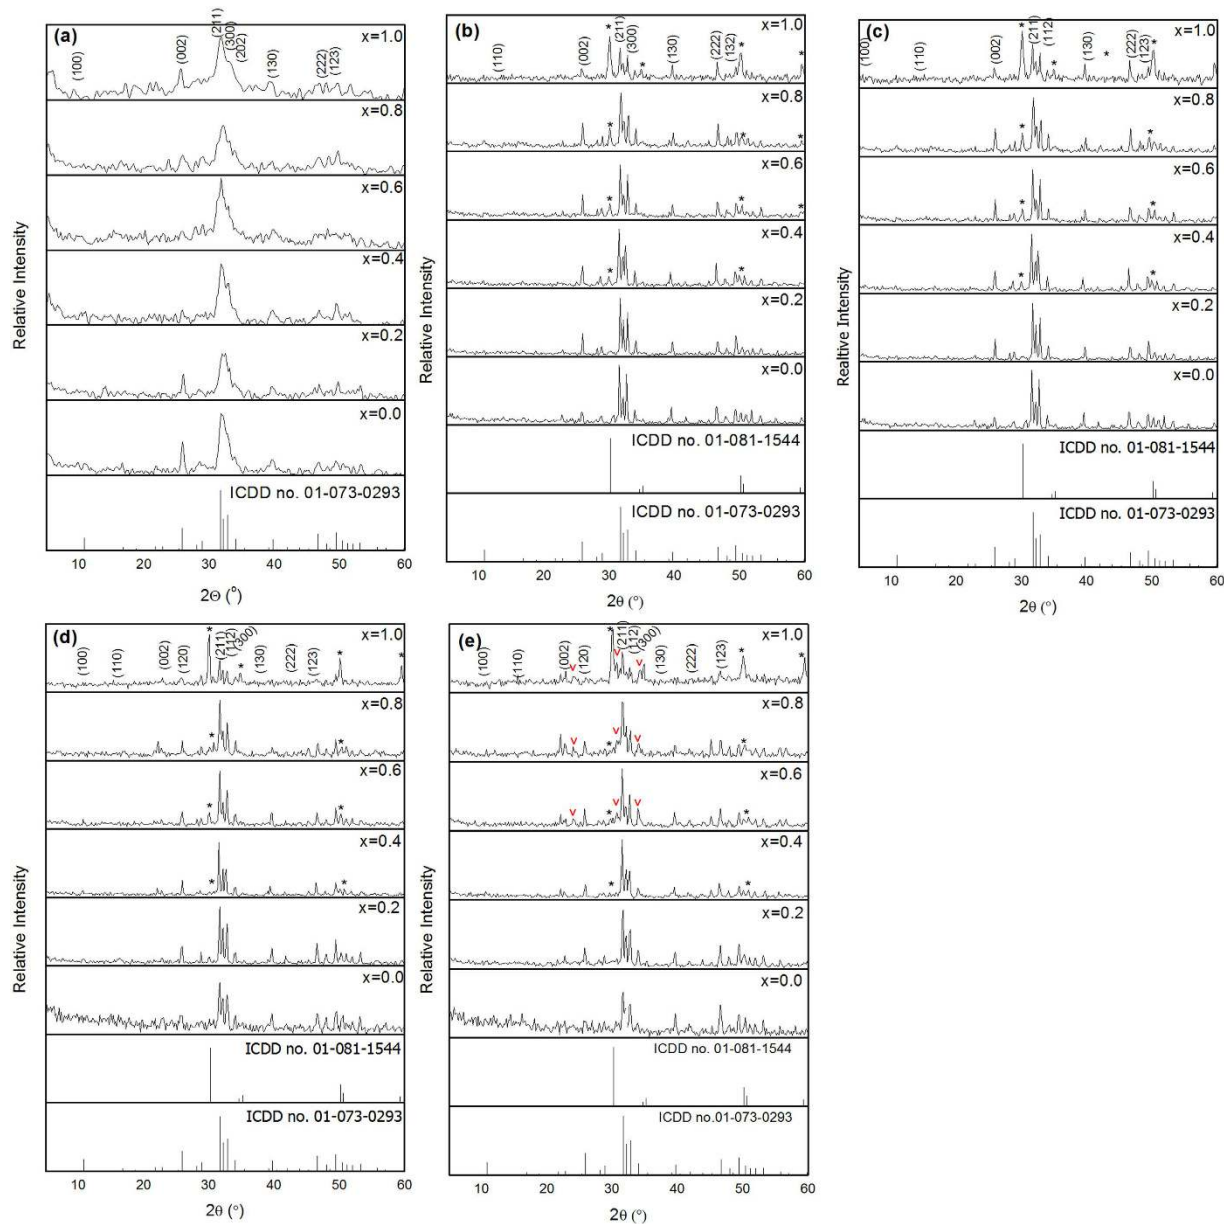 (a)
(100)
(002)
(211)
(300)
(202)
(130)
(222)
(123)
x=1.0
x=0.8
x=0.6
x=0.4
x=0.2
x=0.0
ICDD no. 01-073-0293
Relative Intensity
10 20 30 40 50 60
2Θ (°)
(b)
(110)
(002)
*
(211)
(300)
*
(130)
(222)
(132)
*
*
x=1.0
*
*
*
x=0.8
*
*
*
x=0.6
*
*
x=0.4
x=0.2
x=0.0
ICDD no. 01-081-1544
ICDD no. 01-073-0293
Relative Intensity
10 20 30 40 50 60
2θ (°)
(c)
(100)
(110)
(002)
*
(211)
(112)
*
(130)
*
(222)
(123)
*
x=1.0
*
*
x=0.8
*
*
x=0.6
*
*
x=0.4
x=0.2
x=0.0
ICDD no. 01-081-1544
ICDD no. 01-073-0293
Realtive Intensity
10 20 30 40 50 60
2θ (°)
(d)
(100)
(110)
(002)
(120)
*
(211)
(112)
(300)
*
(130)
(222)
(123)
*
*
x=1.0
*
*
x=0.8
*
*
x=0.6
*
*
x=0.4
x=0.2
x=0.0
ICDD no. 01-081-1544
ICDD no. 01-073-0293
Relative Intensity
10 20 30 40 50 60
2θ (°)
(e)
(100)
(110)
(002)
v
(120)
*
v
(211)
(112)
v
(300)
(130)
(222)
(123)
*
*
x=1.0
v
*
v
v
*
x=0.8
v
*
v
v
*
x=0.6
*
*
x=0.4
x=0.2
x=0.0
ICDD no. 01-081-1544
ICDD no.01-073-0293
Relative Intensity
10 20 30 40 50 60
2θ (°)